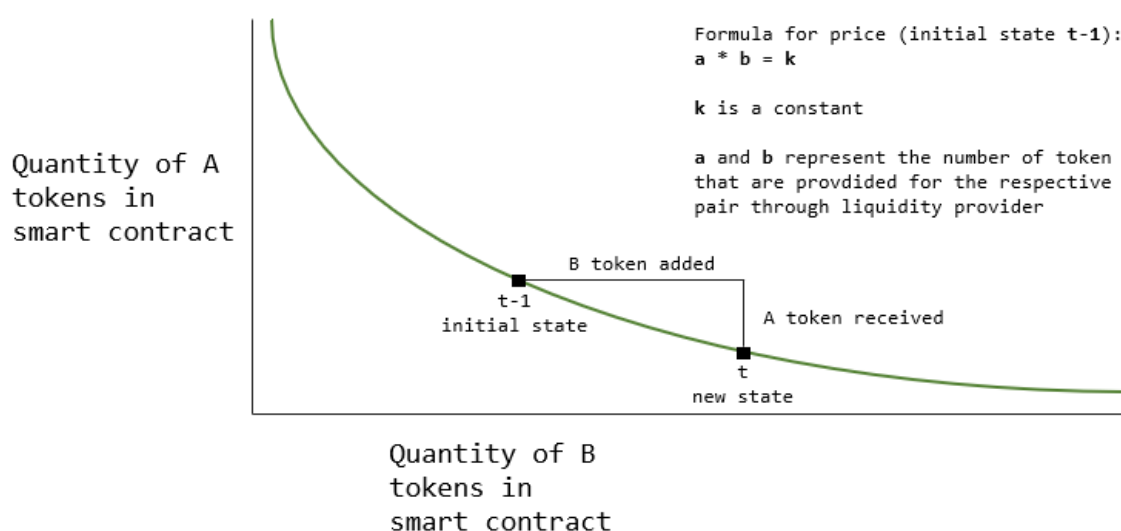 Formula for price (initial state t-1):
a * b = k
k is a constant
a and b represent the number of token
that are provdided for the respective
pair through liquidity provider
Quantity of A
tokens in
smart contract
B token added
t-1
initial state
A token received
t
new state
Quantity of B
tokens in
smart contract